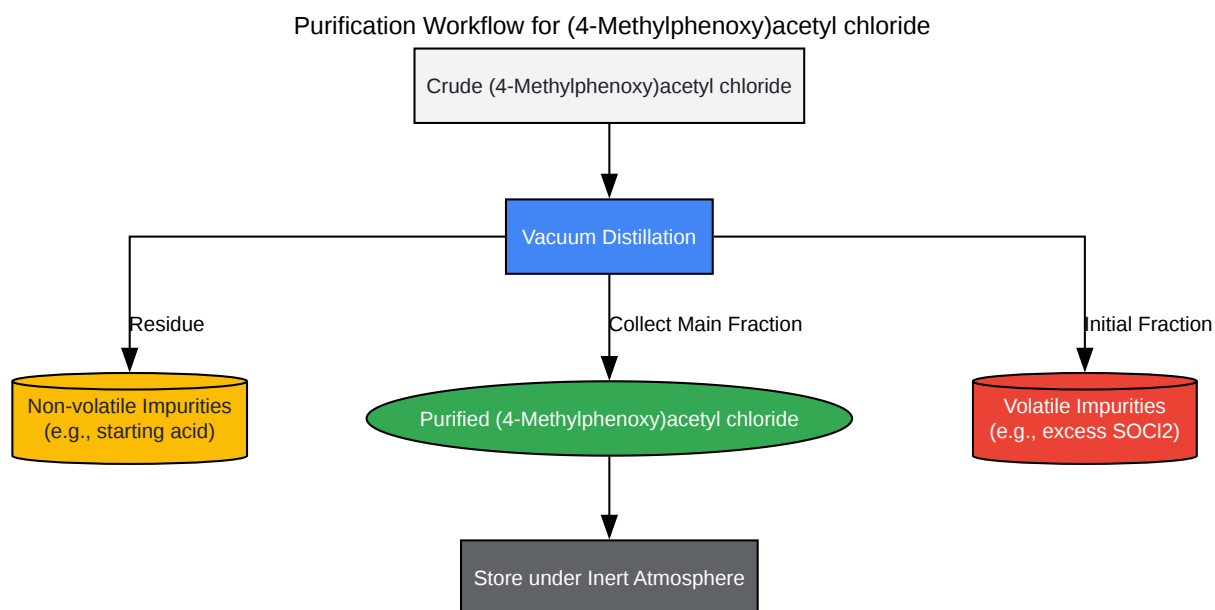 Purification Workflow for (4-Methylphenoxy)acetyl chloride
Crude (4-Methylphenoxy)acetyl chloride
Vacuum Distillation
Residue
Collect Main Fraction
Initial Fraction
Non-volatile Impurities
(e.g., starting acid)
Purified (4-Methylphenoxy)acetyl chloride
Volatile Impurities
(e.g., excess SOCl2)
Store under Inert Atmosphere